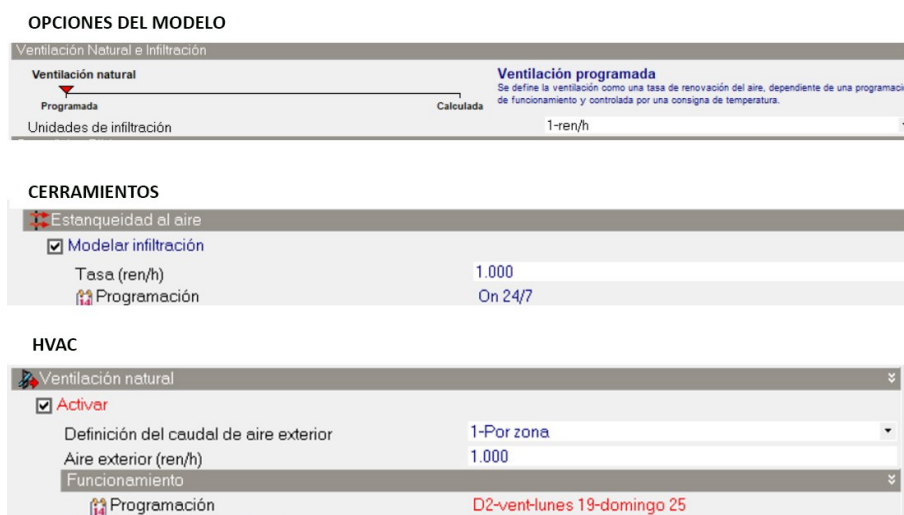 OPCIONES DEL MODELO
Ventilación Natural e Infiltración
Ventilación natural
Programada
Calculada
Ventilación programada
Se define la ventilación como una tasa de renovación del aire, dependiente de una programaci
de funcionamiento y controlada por una consigna de temperatura.
Unidades de infiltración 1-ren/h
CERRAMIENTOS
Estanqueidad al aire
Modelar infiltración
Tasa (ren/h) 1.000
14 Programación On 24/7
HVAC
Ventilación natural
Activar
Definición del caudal de aire exterior 1-Por zona
Aire exterior (ren/h) 1.000
Funcionamiento
14 Programación D2-vent-lunes 19-domingo 25